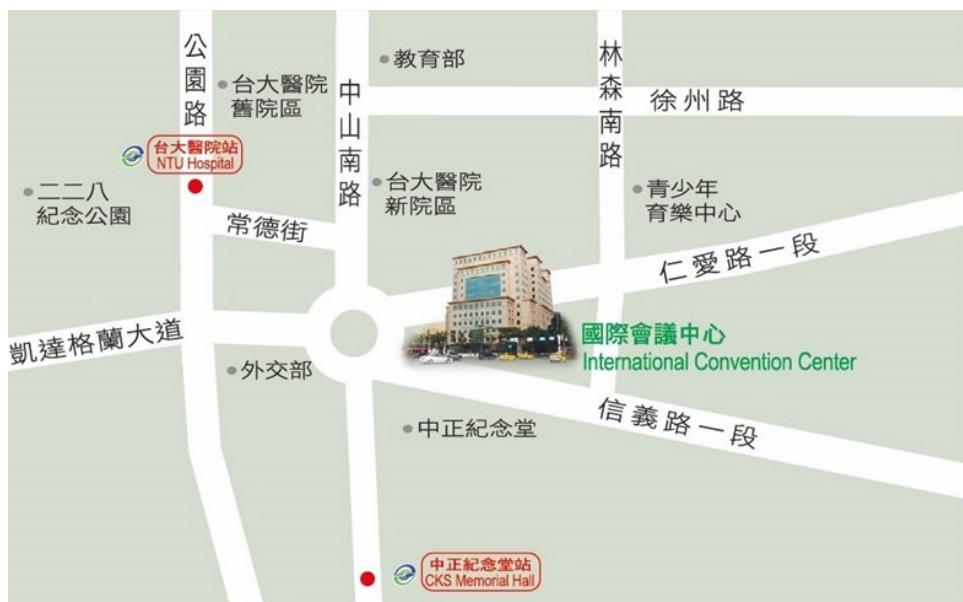 公園路
台大醫院
舊院區
中山南路
教育部
林森南路
徐州路
台大醫院站
NTU Hospital
二二八
紀念公園
台大醫院
新院區
青少年
育樂中心
常德街
仁愛路一段
凱達格蘭大道
國際會議中心
International Convention Center
外交部
信義路一段
中正紀念堂
中正紀念堂站
CKS Memorial Hall